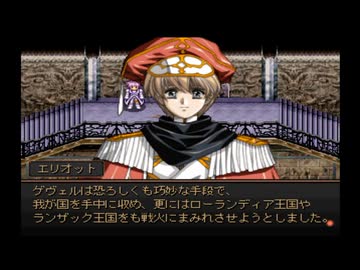 エリオット
ゲヴェルは恐ろしくも巧妙な手段で、
我が国を手中に収め、更にはローランディア王国や
ランザック王国をも戦火にまみれさせようとしました。